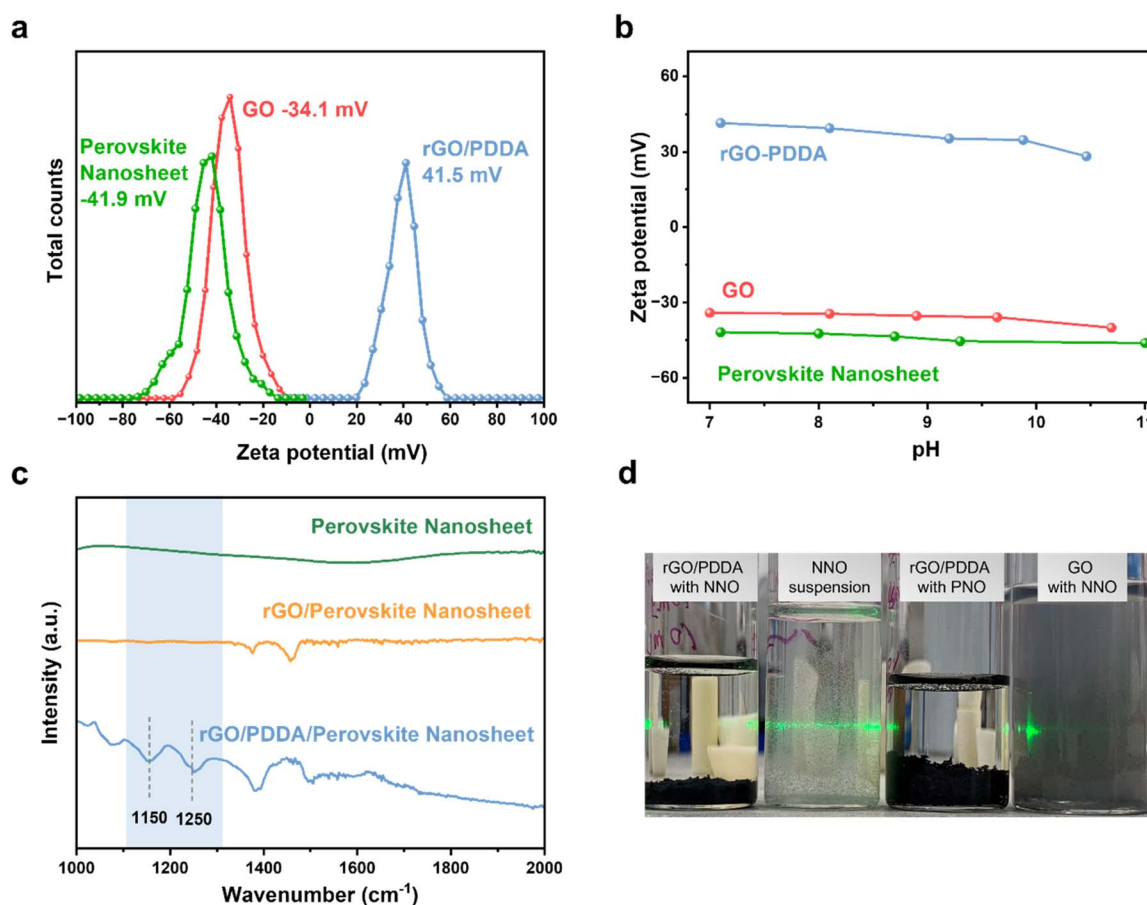 a
Total counts
GO -34.1 mV
Perovskite
Nanosheet
-41.9 mV
rGO/PDDA
41.5 mV
−100 −80 −60 −40 −20 0 20 40 60 80 100
Zeta potential (mV)
b
Zeta potential (mV)
60
30
0
−30
−60
rGO-PDDA
GO
Perovskite Nanosheet
7 8 9 10 11
pH
c
Intensity (a.u.)
Perovskite Nanosheet
rGO/Perovskite Nanosheet
rGO/PDDA/Perovskite Nanosheet
1150 1250
1000 1200 1400 1600 1800 2000
Wavenumber (cm⁻¹)
d
rGO/PDDA
with NNO
NNO
suspension
rGO/PDDA
with PNO
GO
with NNO